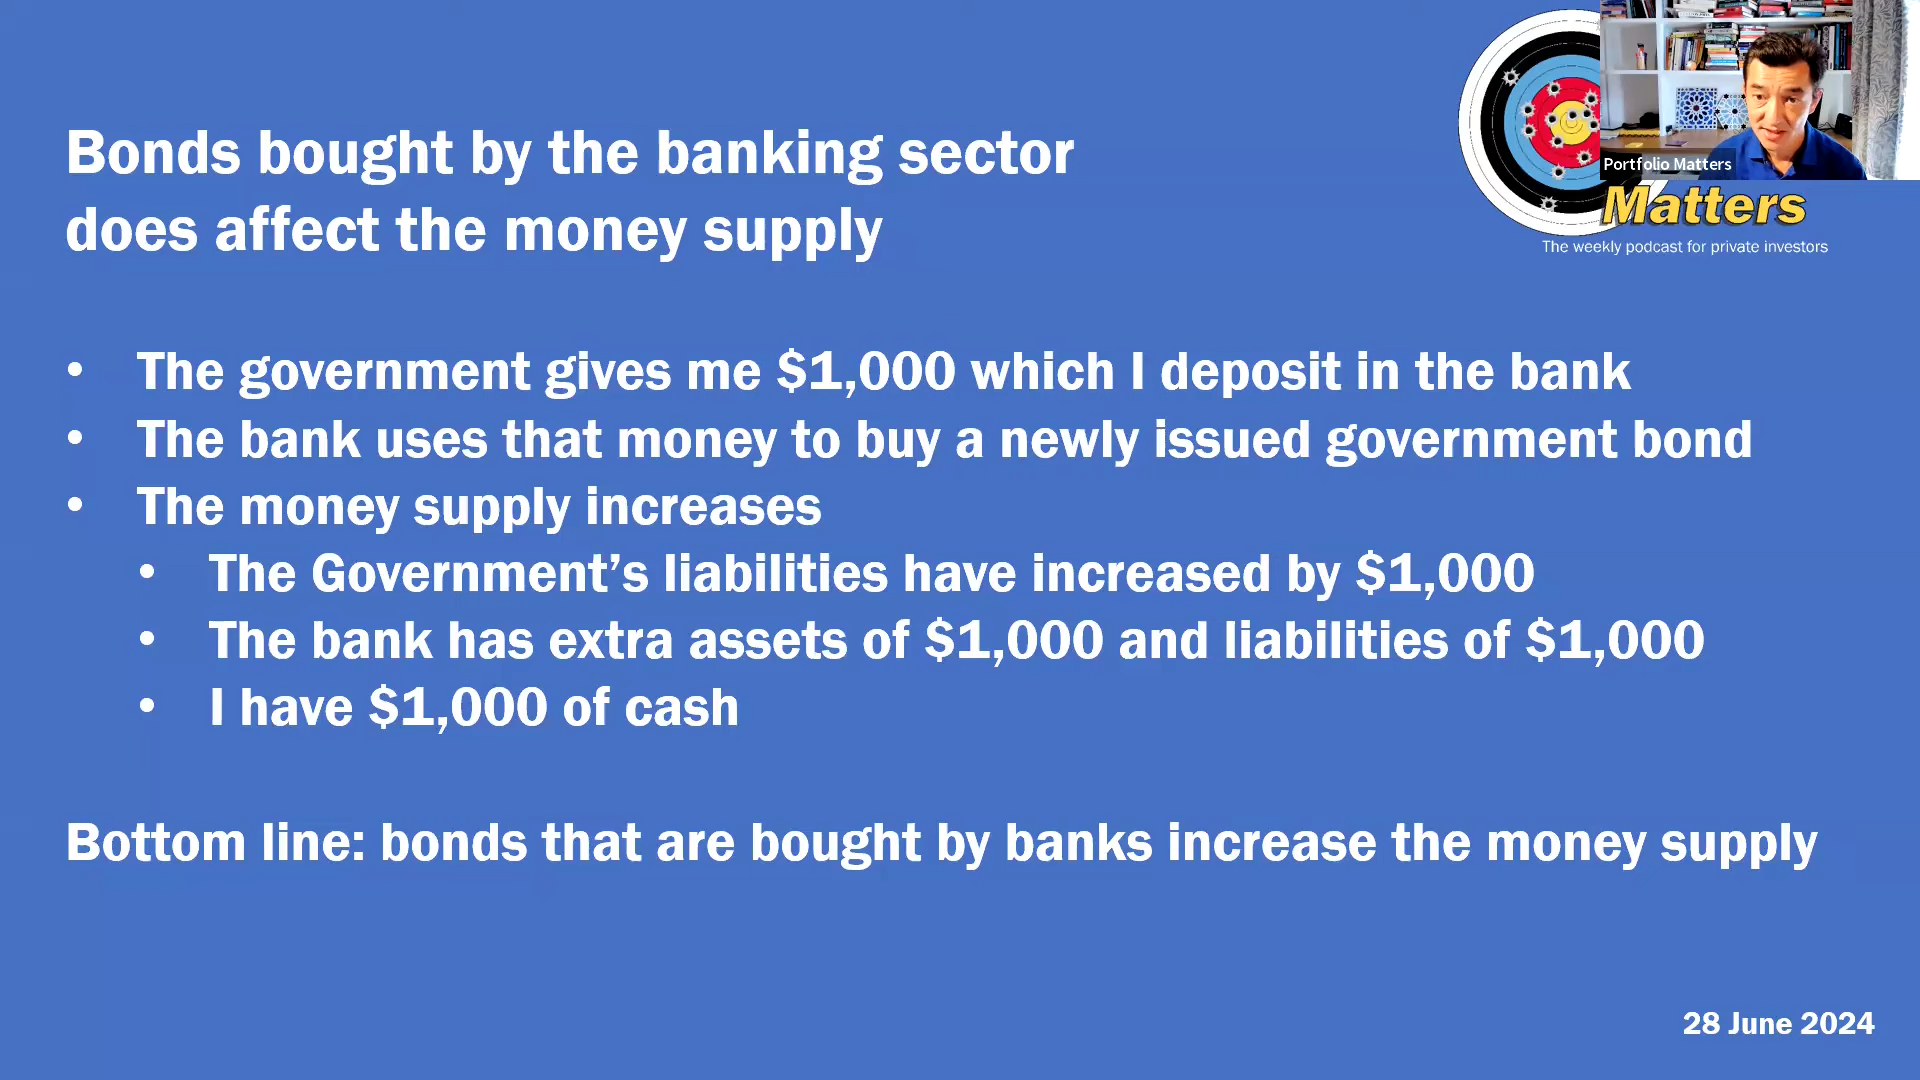 Bonds bought by the banking sector
does affect the money supply
Portfolio Matters
Matters
The weekly podcast for private investors
• The government gives me $1,000 which I deposit in the bank
• The bank uses that money to buy a newly issued government bond
• The money supply increases
• The Government’s liabilities have increased by $1,000
• The bank has extra assets of $1,000 and liabilities of $1,000
• I have $1,000 of cash
Bottom line: bonds that are bought by banks increase the money supply
28 June 2024